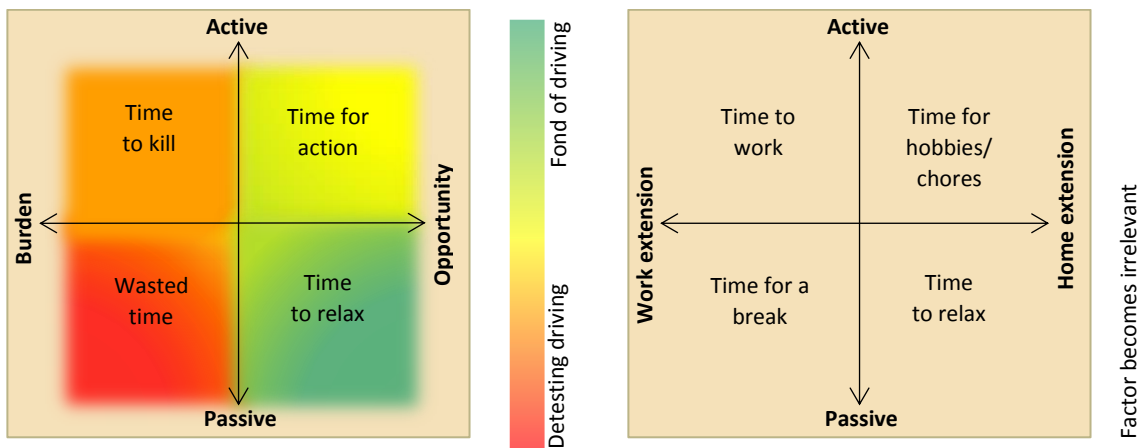 Active
Time
to kill
Time for
action
Burden
Opportunity
Wasted
time
Time
to relax
Passive
Fond of driving
Detesting driving
Active
Time to
work
Time for
hobbies/
chores
Work extension
Home extension
Time for a
break
Time
to relax
Passive
Factor becomes irrelevant